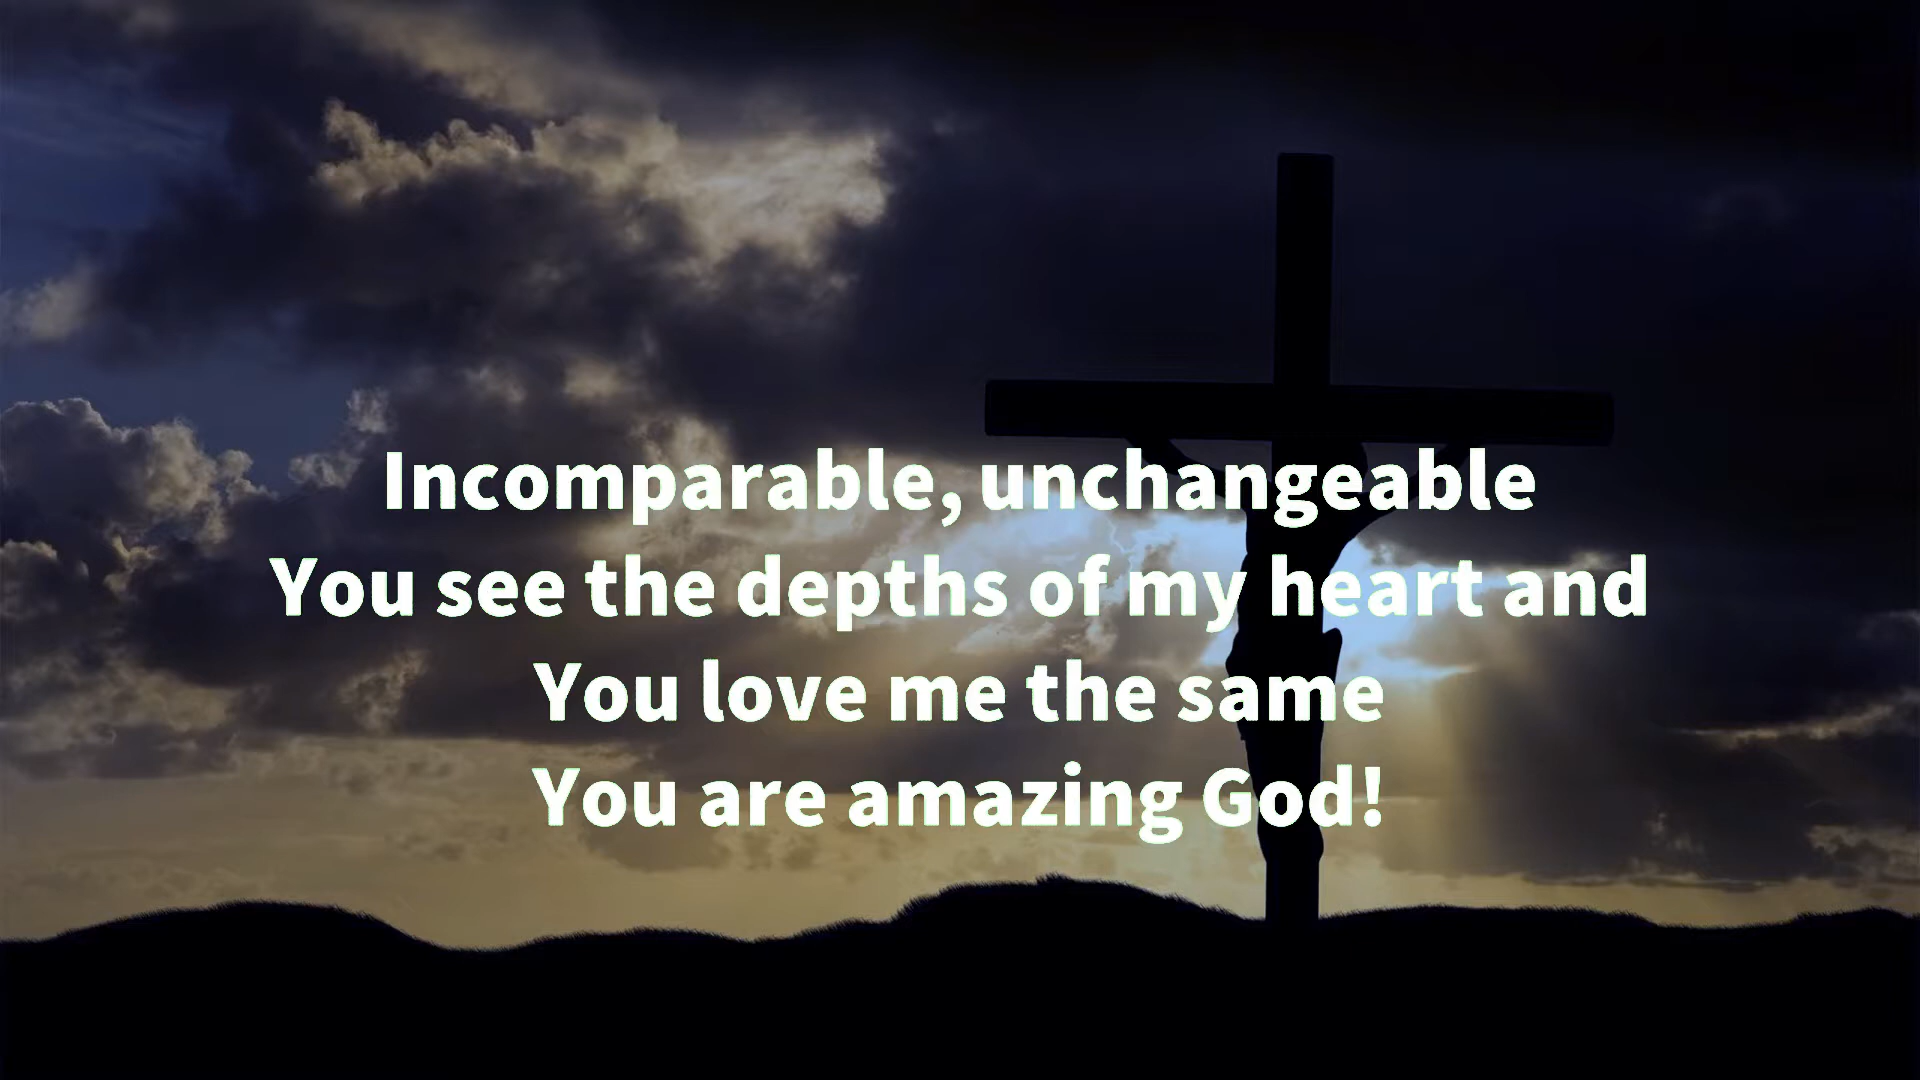 Incomparable, unchangeable
You see the depths of my heart and
You love me the same
You are amazing God!